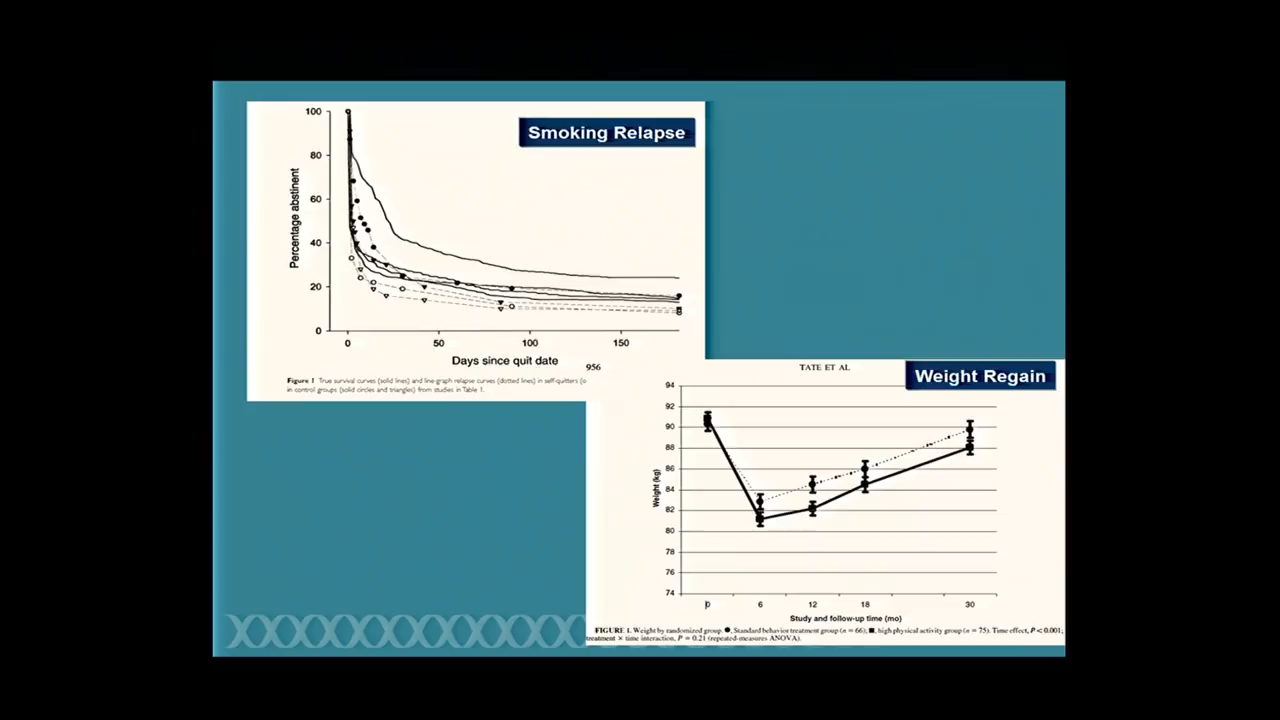 Smoking Relapse
100
80
60
40
20
0
Percentage abstinent
0 50 100 150
Days since quit date
Figure 1 True survival curves (solid lines) and line-graph relapse curves (dotted lines) in self-quitters (o
in control groups (solid circles and triangles) from studies in Table 1.
956
TATE ET AL
Weight Regain
94
92
90
88
86
84
82
80
78
76
74
Weight (kg)
0 6 12 18 30
Study and follow-up time (mo)
FIGURE 1. Weight by randomized group. ●, Standard behavior treatment group (n = 66); ■, high physical activity group (n = 75). Time effect, P < 0.001;
treatment × time interaction, P = 0.21 (repeated-measures ANOVA).